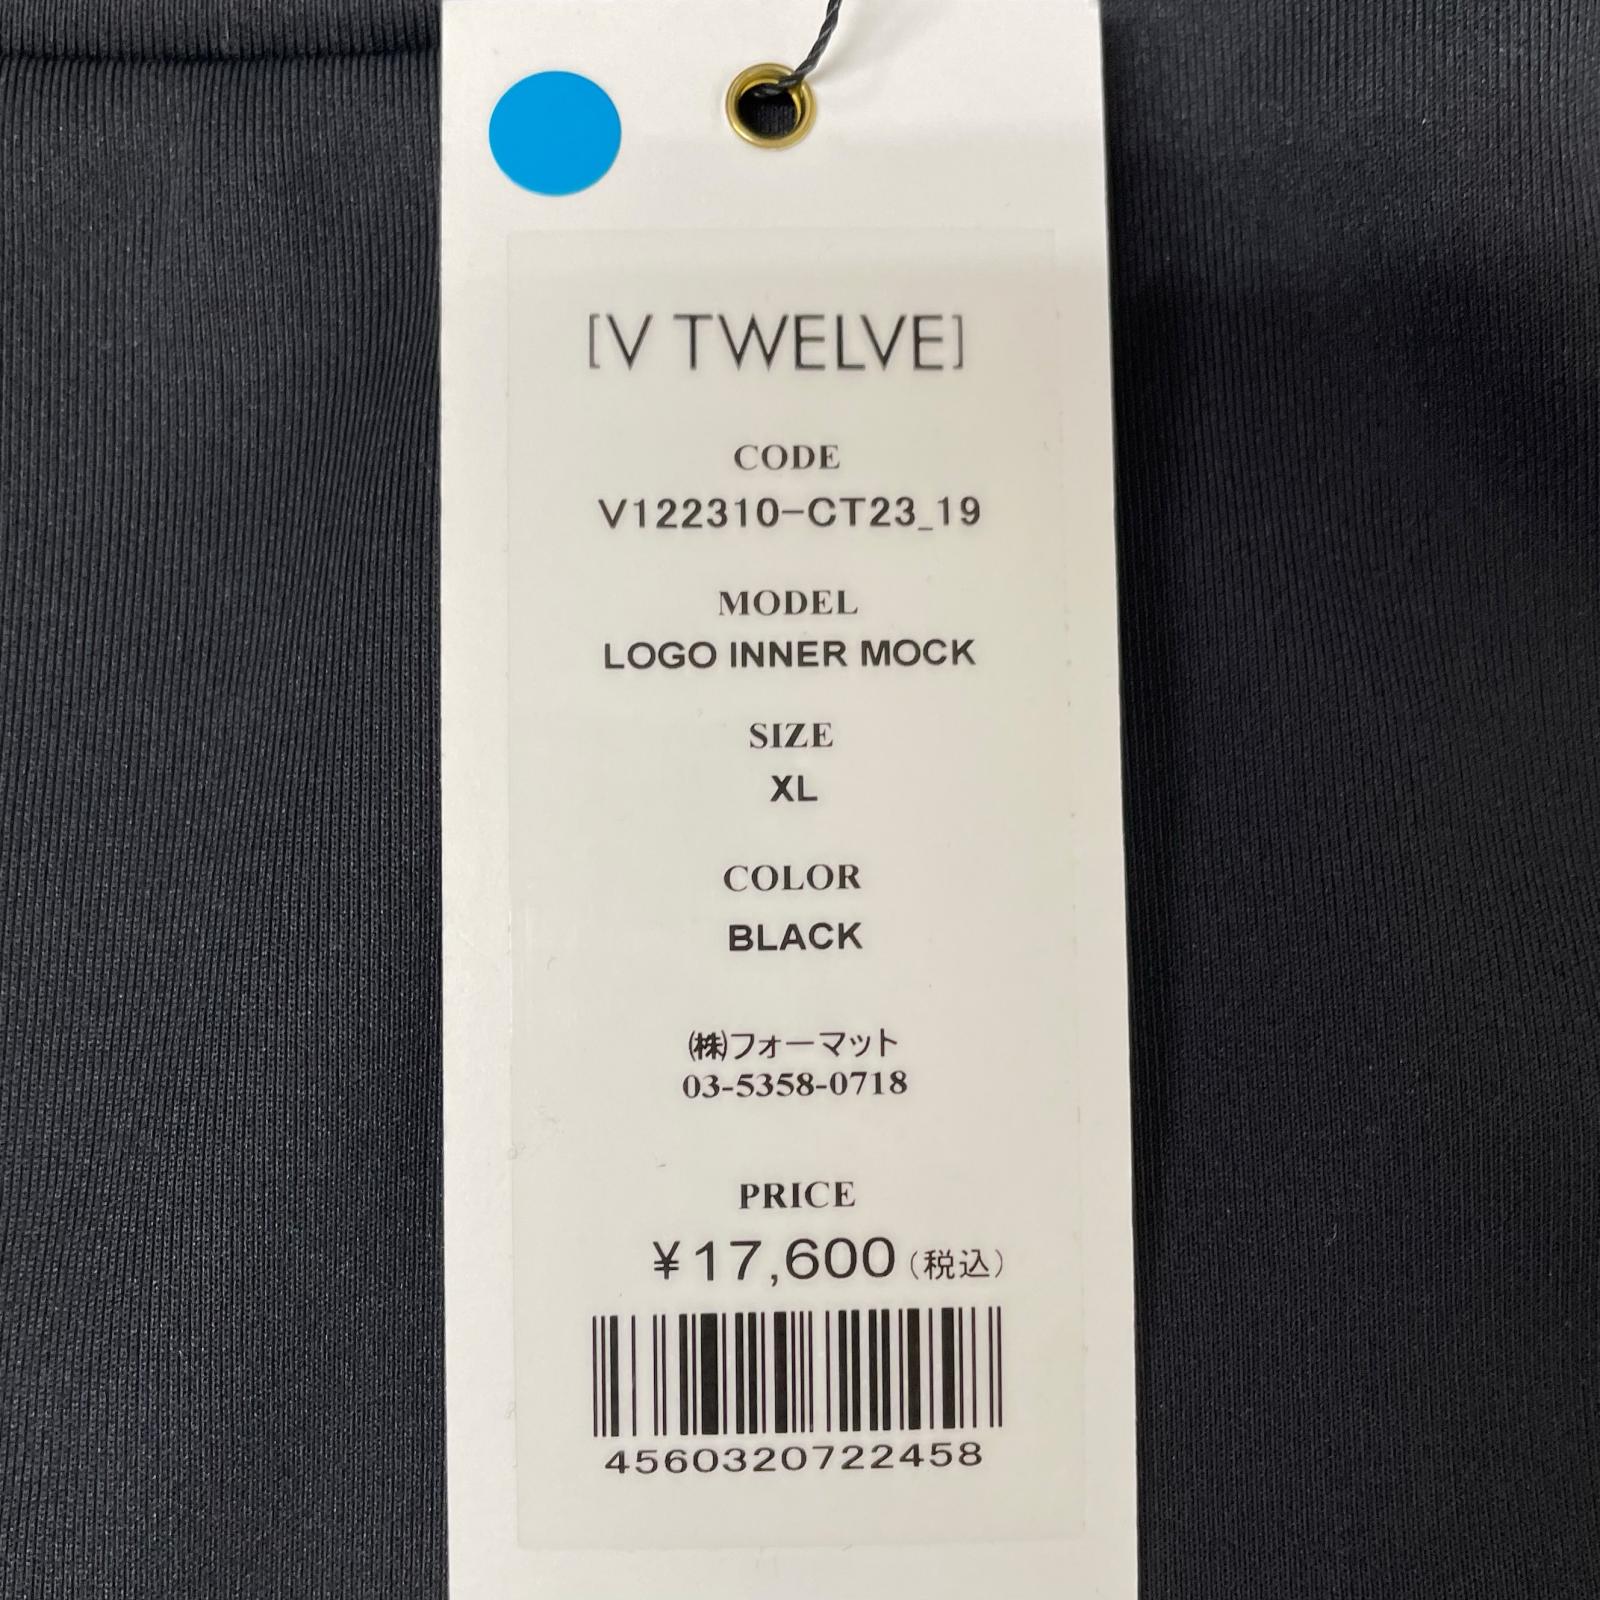 [V TWELVE]
CODE
V122310-CT23_19
MODEL
LOGO INNER MOCK
SIZE
XL
COLOR
BLACK
㈱フォーマット
03-5358-0718
PRICE
¥17,600(税込)
4560320722458